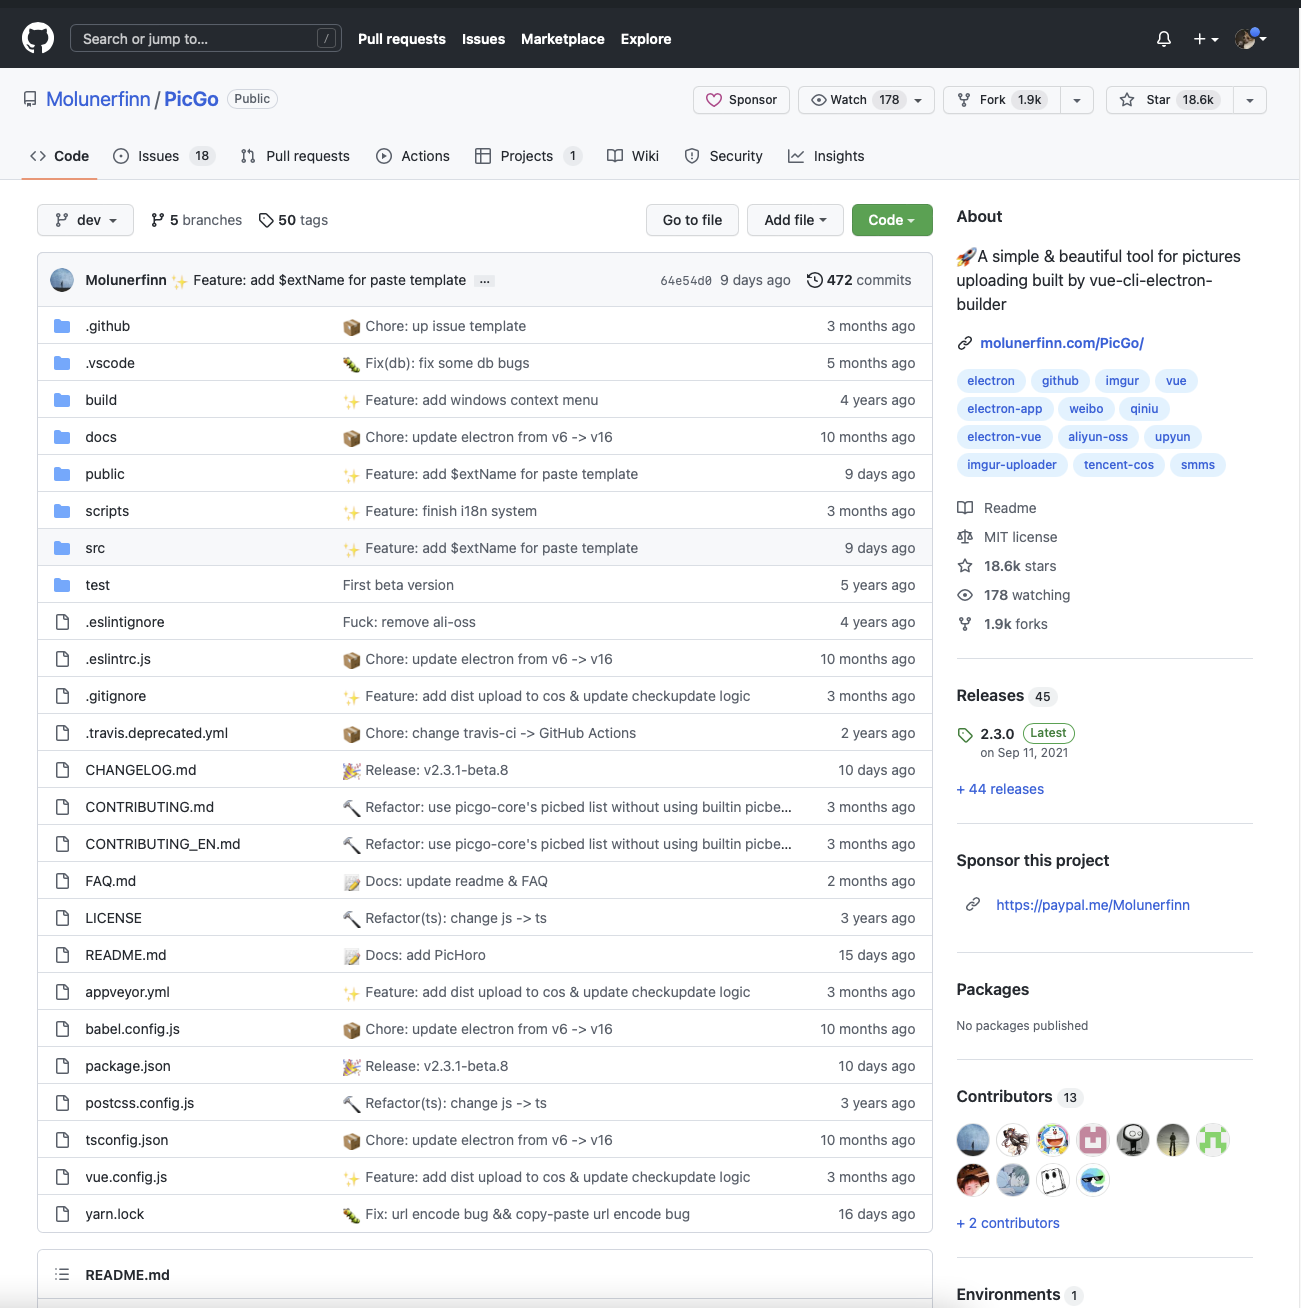 Search or jump to... /
Pull requests Issues Marketplace Explore
Molunerfinn / PicGo Public
Sponsor Watch 178 Fork 1.9k Star 18.6k
Code Issues 18 Pull requests Actions Projects 1 Wiki Security Insights
dev 5 branches 50 tags Go to file Add file Code
Molunerfinn ✨ Feature: add $extName for paste template ... 64e54d0 9 days ago 472 commits
.github 📦 Chore: up issue template 3 months ago
.vscode 🐛 Fix(db): fix some db bugs 5 months ago
build ✨ Feature: add windows context menu 4 years ago
docs 📦 Chore: update electron from v6 -> v16 10 months ago
public ✨ Feature: add $extName for paste template 9 days ago
scripts ✨ Feature: finish i18n system 3 months ago
src ✨ Feature: add $extName for paste template 9 days ago
test First beta version 5 years ago
.eslintignore Fuck: remove ali-oss 4 years ago
.eslintrc.js 📦 Chore: update electron from v6 -> v16 10 months ago
.gitignore ✨ Feature: add dist upload to cos & update checkupdate logic 3 months ago
.travis.deprecated.yml 📦 Chore: change travis-ci -> GitHub Actions 2 years ago
CHANGELOG.md 🎉 Release: v2.3.1-beta.8 10 days ago
CONTRIBUTING.md 🔨 Refactor: use picgo-core's picbed list without using builtin picbe... 3 months ago
CONTRIBUTING_EN.md 🔨 Refactor: use picgo-core's picbed list without using builtin picbe... 3 months ago
FAQ.md 📝 Docs: update readme & FAQ 2 months ago
LICENSE 🔨 Refactor(ts): change js -> ts 3 years ago
README.md 📝 Docs: add PicHoro 15 days ago
appveyor.yml ✨ Feature: add dist upload to cos & update checkupdate logic 3 months ago
babel.config.js 📦 Chore: update electron from v6 -> v16 10 months ago
package.json 🎉 Release: v2.3.1-beta.8 10 days ago
postcss.config.js 🔨 Refactor(ts): change js -> ts 3 years ago
tsconfig.json 📦 Chore: update electron from v6 -> v16 10 months ago
vue.config.js ✨ Feature: add dist upload to cos & update checkupdate logic 3 months ago
yarn.lock 🐛 Fix: url encode bug && copy-paste url encode bug 16 days ago
README.md
About
🚀A simple & beautiful tool for pictures
uploading built by vue-cli-electron-
builder
molunerfinn.com/PicGo/
electron github imgur vue
electron-app weibo qiniu
electron-vue aliyun-oss upyun
imgur-uploader tencent-cos smms
Readme
MIT license
18.6k stars
178 watching
1.9k forks
Releases 45
2.3.0 Latest
on Sep 11, 2021
+ 44 releases
Sponsor this project
https://paypal.me/Molunerfinn
Packages
No packages published
Contributors 13
+ 2 contributors
Environments 1